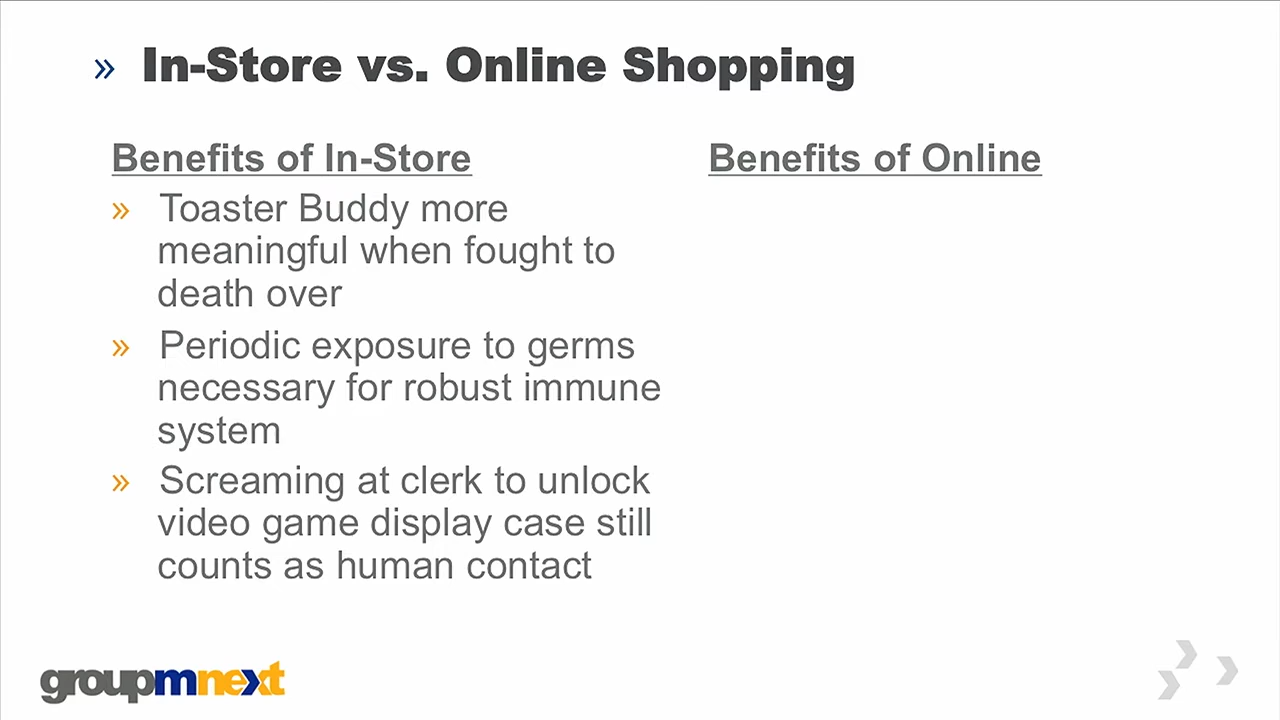 » In-Store vs. Online Shopping
Benefits of In-Store
» Toaster Buddy more
meaningful when fought to
death over
» Periodic exposure to germs
necessary for robust immune
system
» Screaming at clerk to unlock
video game display case still
counts as human contact
Benefits of Online
groupmnext